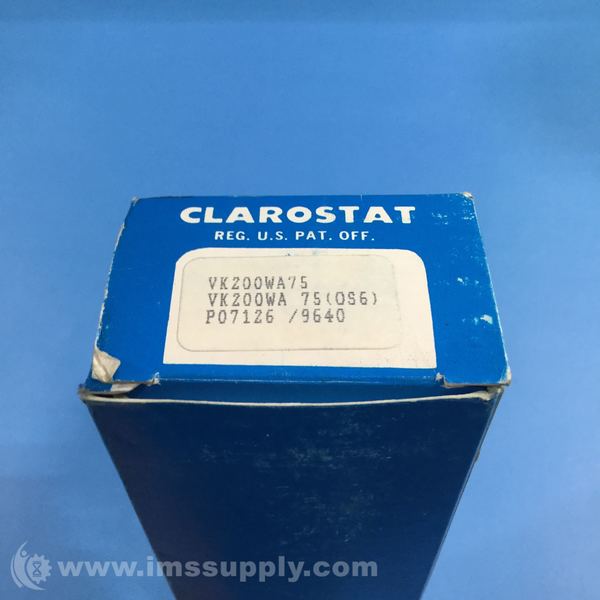 CLAROSTAT
REG. U.S. PAT. OFF.
VK200WA75
VK200WA 75(OS6)
P07126 /9640
www.imssupply.com